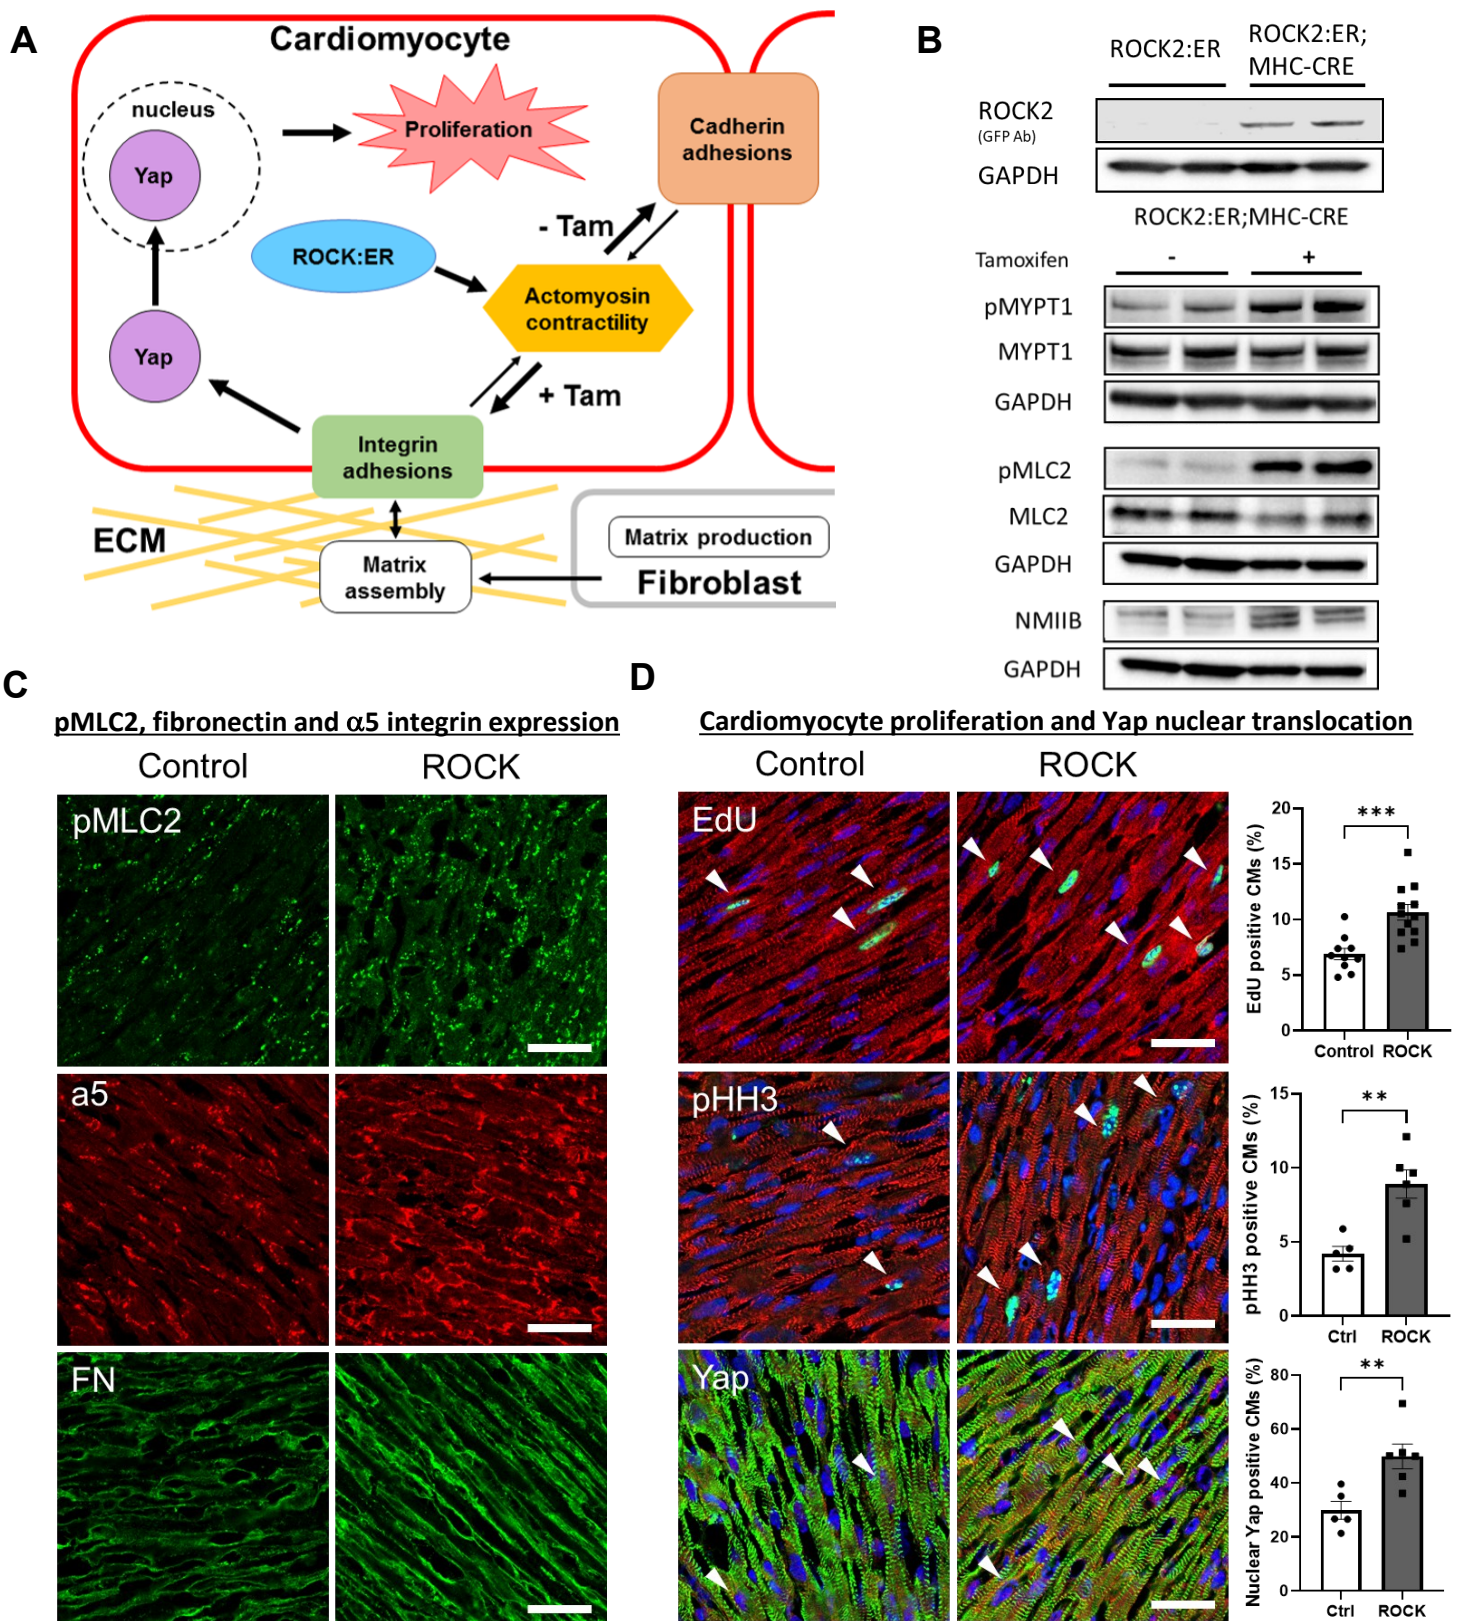 A
Cardiomyocyte
nucleus
Yap
Proliferation
Cadherin
adhesions
- Tam
ROCK:ER
Actomyosin
contractility
Yap
+ Tam
Integrin
adhesions
ECM
Matrix
assembly
Matrix production
Fibroblast
B
ROCK2:ER
ROCK2:ER;
MHC-CRE
ROCK2
(GFP Ab)
GAPDH
ROCK2:ER;MHC-CRE
Tamoxifen - +
pMYPT1
MYPT1
GAPDH
pMLC2
MLC2
GAPDH
NMIIB
GAPDH
C
pMLC2, fibronectin and α5 integrin expression
Control ROCK
pMLC2
a5
FN
D
Cardiomyocyte proliferation and Yap nuclear translocation
Control ROCK
EdU
pHH3
Yap
EdU positive CMs (%)
20
15
10
5
0
***
Control ROCK
pHH3 positive CMs (%)
15
10
5
0
**
Ctrl ROCK
Nuclear Yap positive CMs (%)
80
60
40
20
0
**
Ctrl ROCK